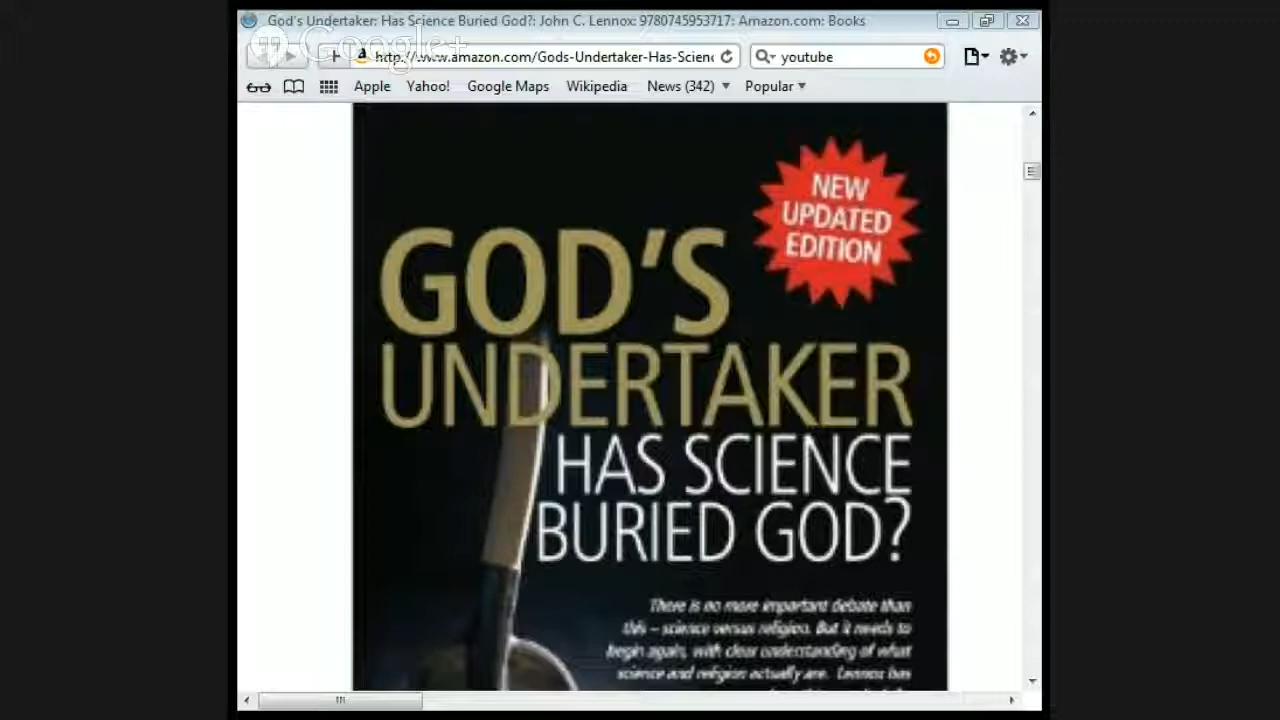 God's Undertaker: Has Science Buried God?: John C. Lennox: 9780745953717: Amazon.com: Books
Google+
http://www.amazon.com/Gods-Undertaker-Has-Scienc
youtube
Apple Yahoo! Google Maps Wikipedia News (342) Popular
NEW
UPDATED
EDITION
GOD'S
UNDERTAKER
HAS SCIENCE
BURIED GOD?
There is no more important debate than
this – science versus religion. But it needs to
begin again, with clear understanding of what
science and religion actually are. Lennox has